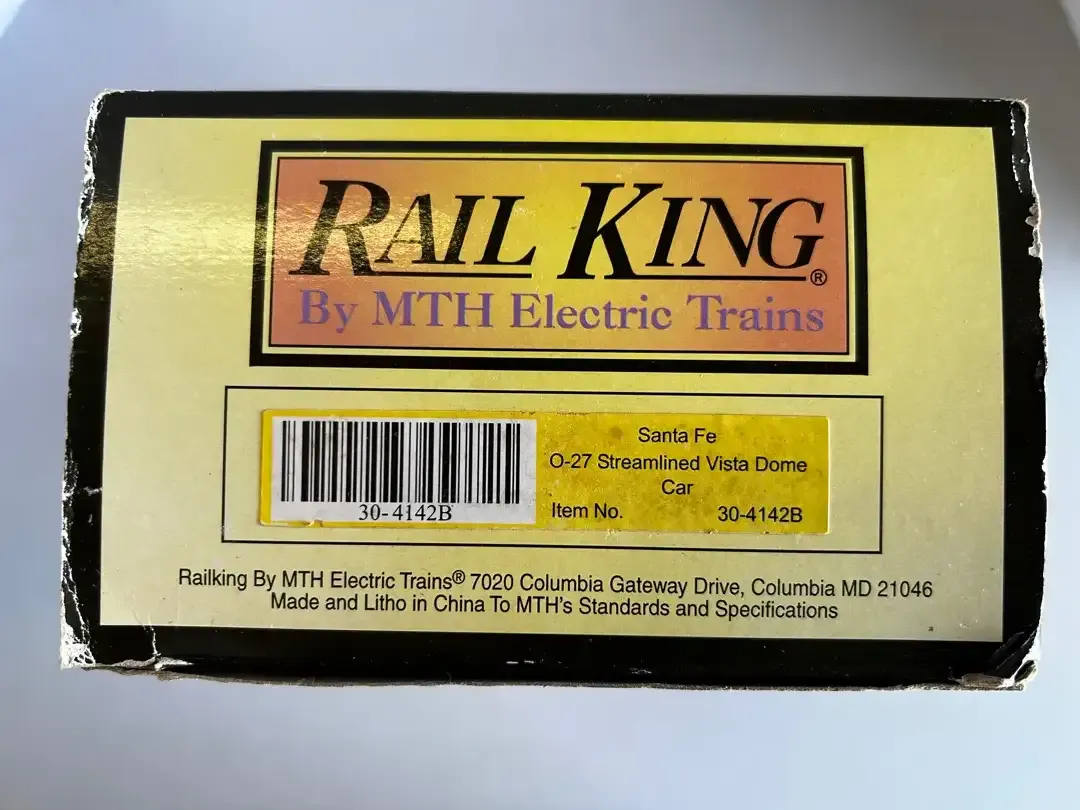 RAIL KING®
By MTH Electric Trains
30-4142B
Santa Fe
O-27 Streamlined Vista Dome
Car
Item No. 30-4142B
Railking By MTH Electric Trains® 7020 Columbia Gateway Drive, Columbia MD 21046
Made and Litho in China To MTH's Standards and Specifications